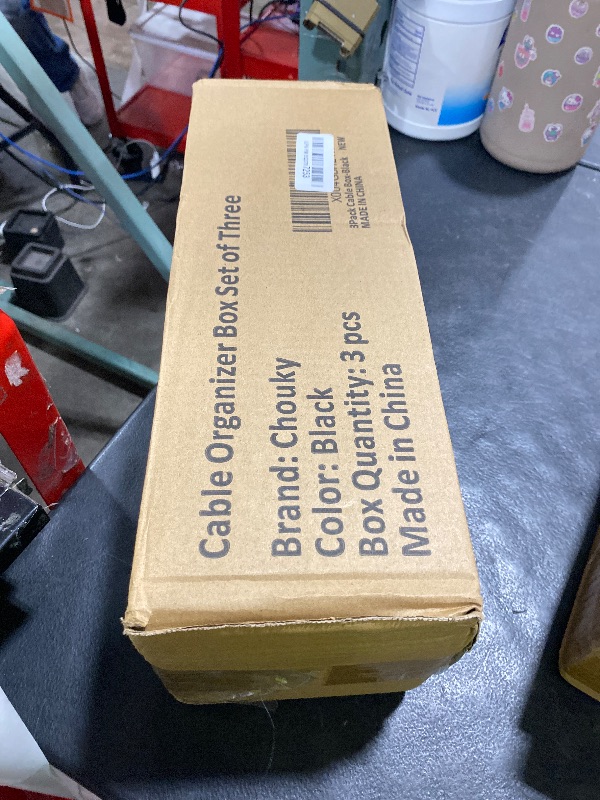 Cable Organizer Box Set of Three
Brand: Chouky
Color: Black
Box Quantity: 3 pcs
Made in China
3Pack Cable Box-Black NEW
MADE IN CHINA